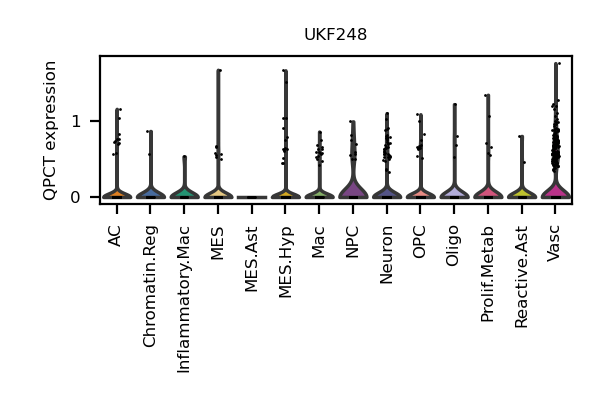 UKF248
QPCT expression
1
0
AC
Chromatin.Reg
Inflammatory.Mac
MES
MES.Ast
MES.Hyp
Mac
NPC
Neuron
OPC
Oligo
Prolif.Metab
Reactive.Ast
Vasc